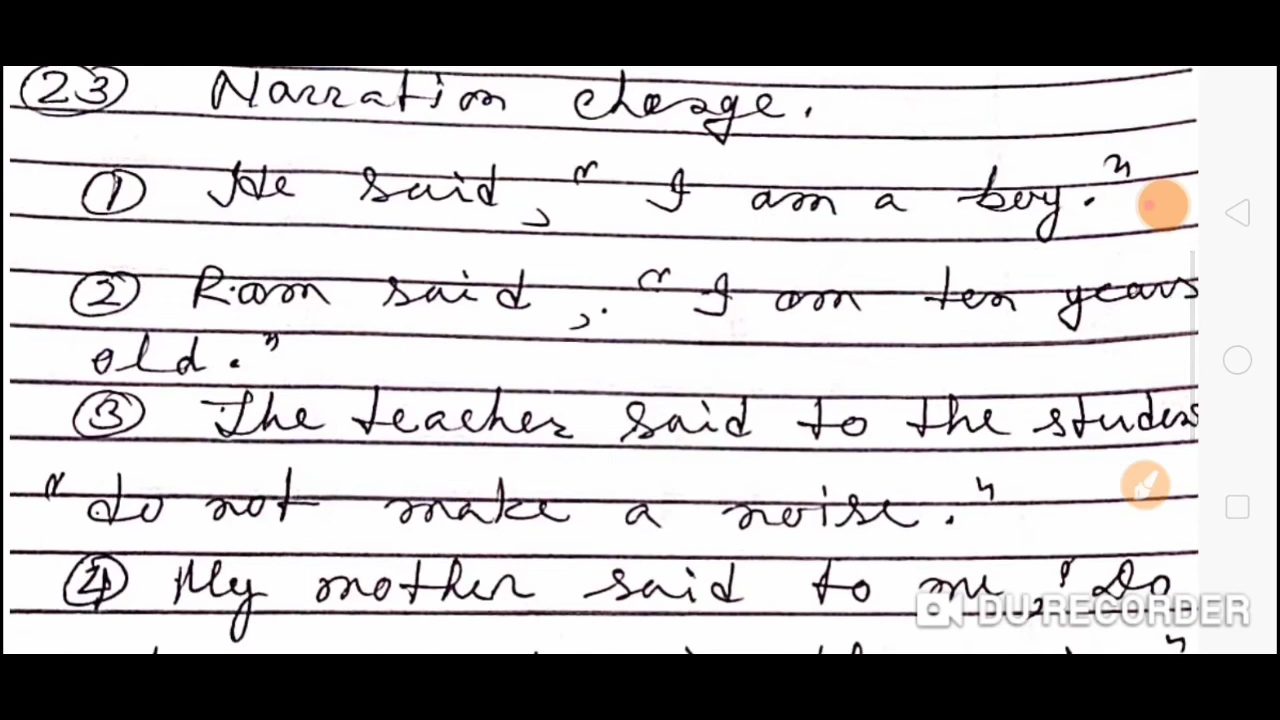 23 Narration change.
① He said, "I am a boy."
② Ram said, "I am ten years
old."
③ The teacher said to the
"do not make a noise."
④ My mother said to me, "Do
DU RECORDER